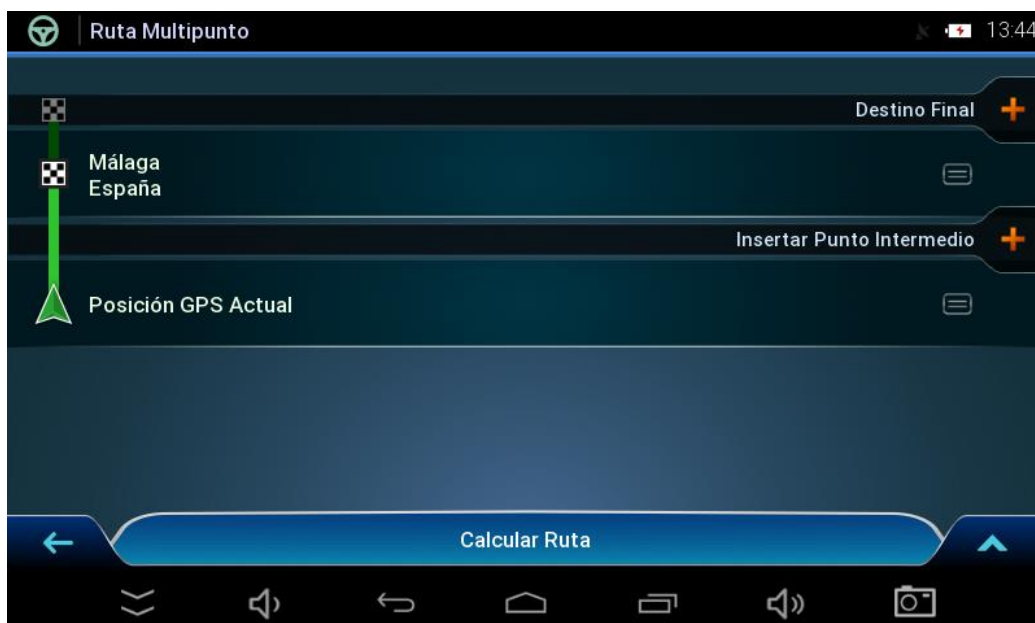 Ruta Multipunto
13:44
Destino Final
Málaga
España
Insertar Punto Intermedio
Posición GPS Actual
Calcular Ruta